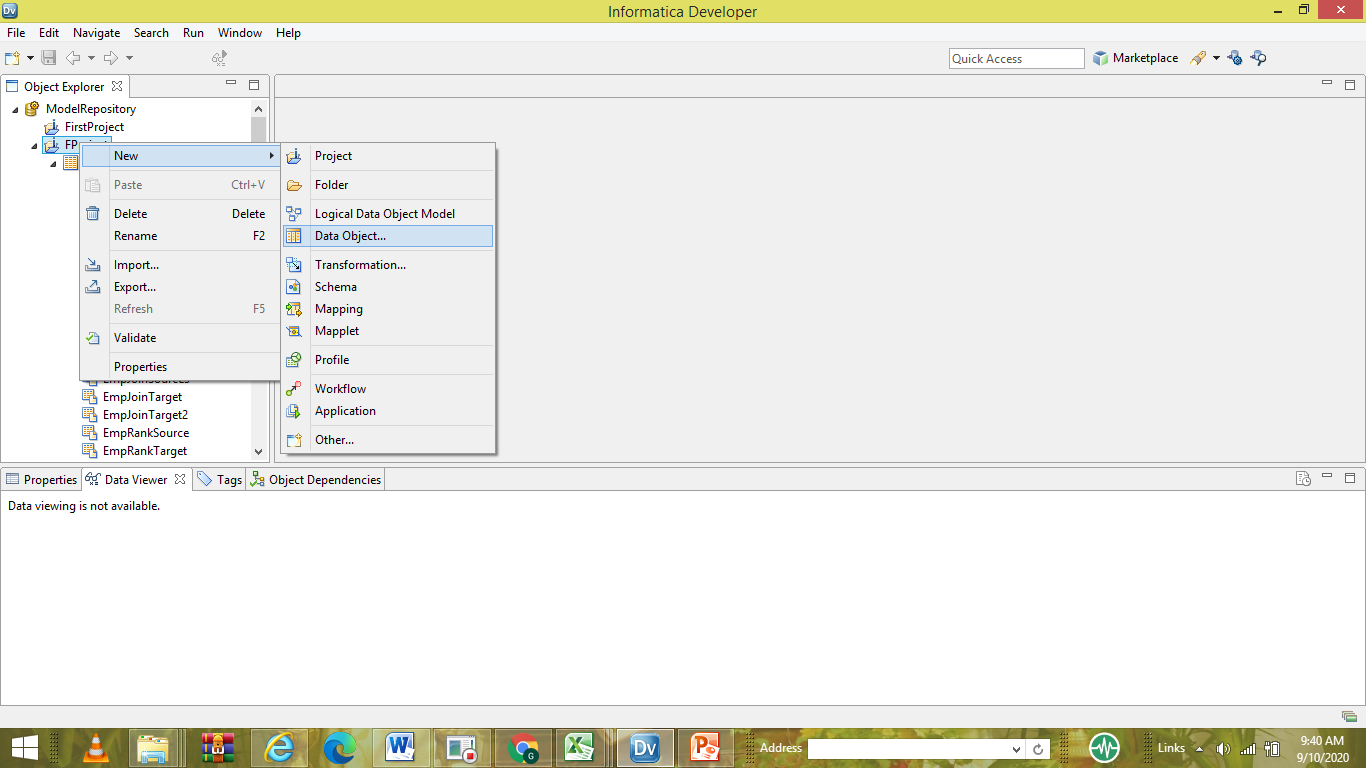 Dv
Informatica Developer
File Edit Navigate Search Run Window Help
Quick Access
Marketplace
Object Explorer
ModelRepository
FirstProject
New
Paste Ctrl+V
Delete Delete
Rename F2
Import...
Export...
Refresh F5
Validate
Properties
Project
Folder
Logical Data Object Model
Data Object...
Transformation...
Schema
Mapping
Mapplet
Profile
Workflow
Application
Other...
EmpJoinTarget
EmpJoinTarget2
EmpRankSource
EmpRankTarget
Properties Data Viewer Tags Object Dependencies
Data viewing is not available.
Dv
Address
Links
9:40 AM
9/10/2020